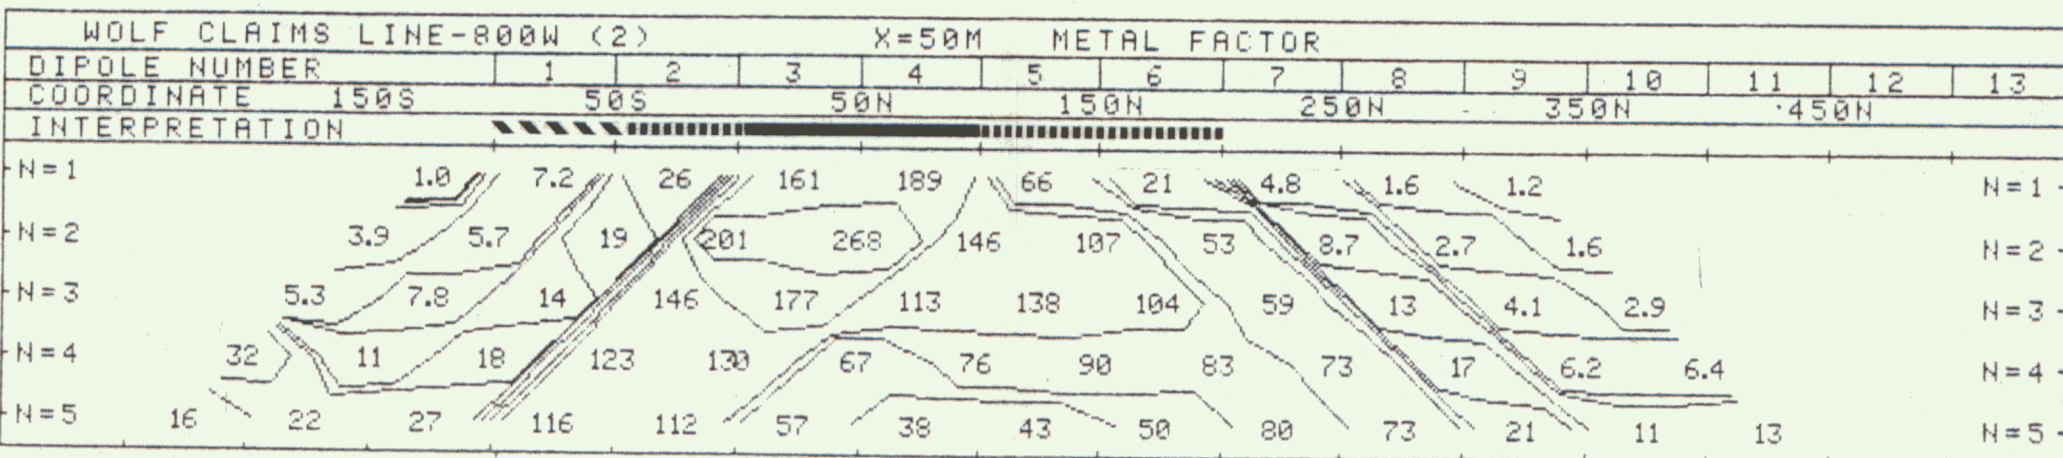 WOLF CLAIMS LINE-800W (2) X=50M METAL FACTOR
DIPOLE NUMBER 1 2 3 4 5 6 7 8 9 10 11 12 13
COORDINATE 150S 50S 50N 150N 250N 350N 450N
INTERPRETATION
N=1 1.0 7.2 26 161 189 66 21 4.8 1.6 1.2 N=1
N=2 3.9 5.7 19 201 268 146 107 53 8.7 2.7 1.6 N=2
N=3 5.3 7.8 14 146 177 113 138 104 59 13 4.1 2.9 N=3
N=4 32 11 18 123 67 76 90 83 73 17 6.2 6.4 N=4
N=5 16 22 27 116 112 57 38 43 50 80 73 21 11 13 N=5